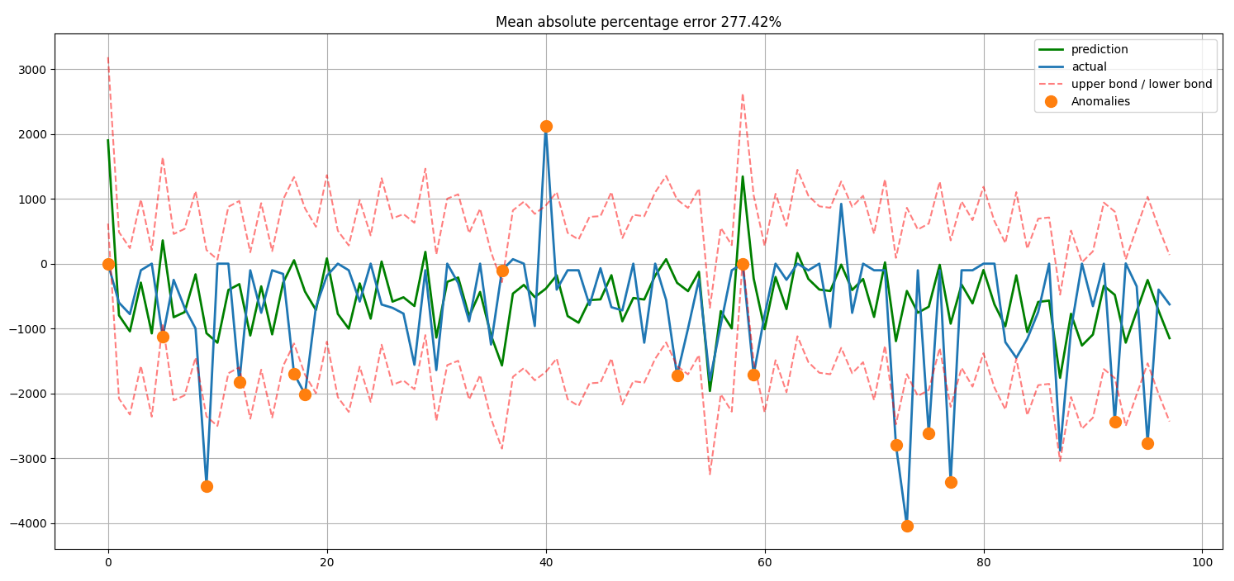 Mean absolute percentage error 277.42%
prediction
actual
upper bond / lower bond
Anomalies
3000
2000
1000
0
−1000
−2000
−3000
−4000
0
20
40
60
80
100